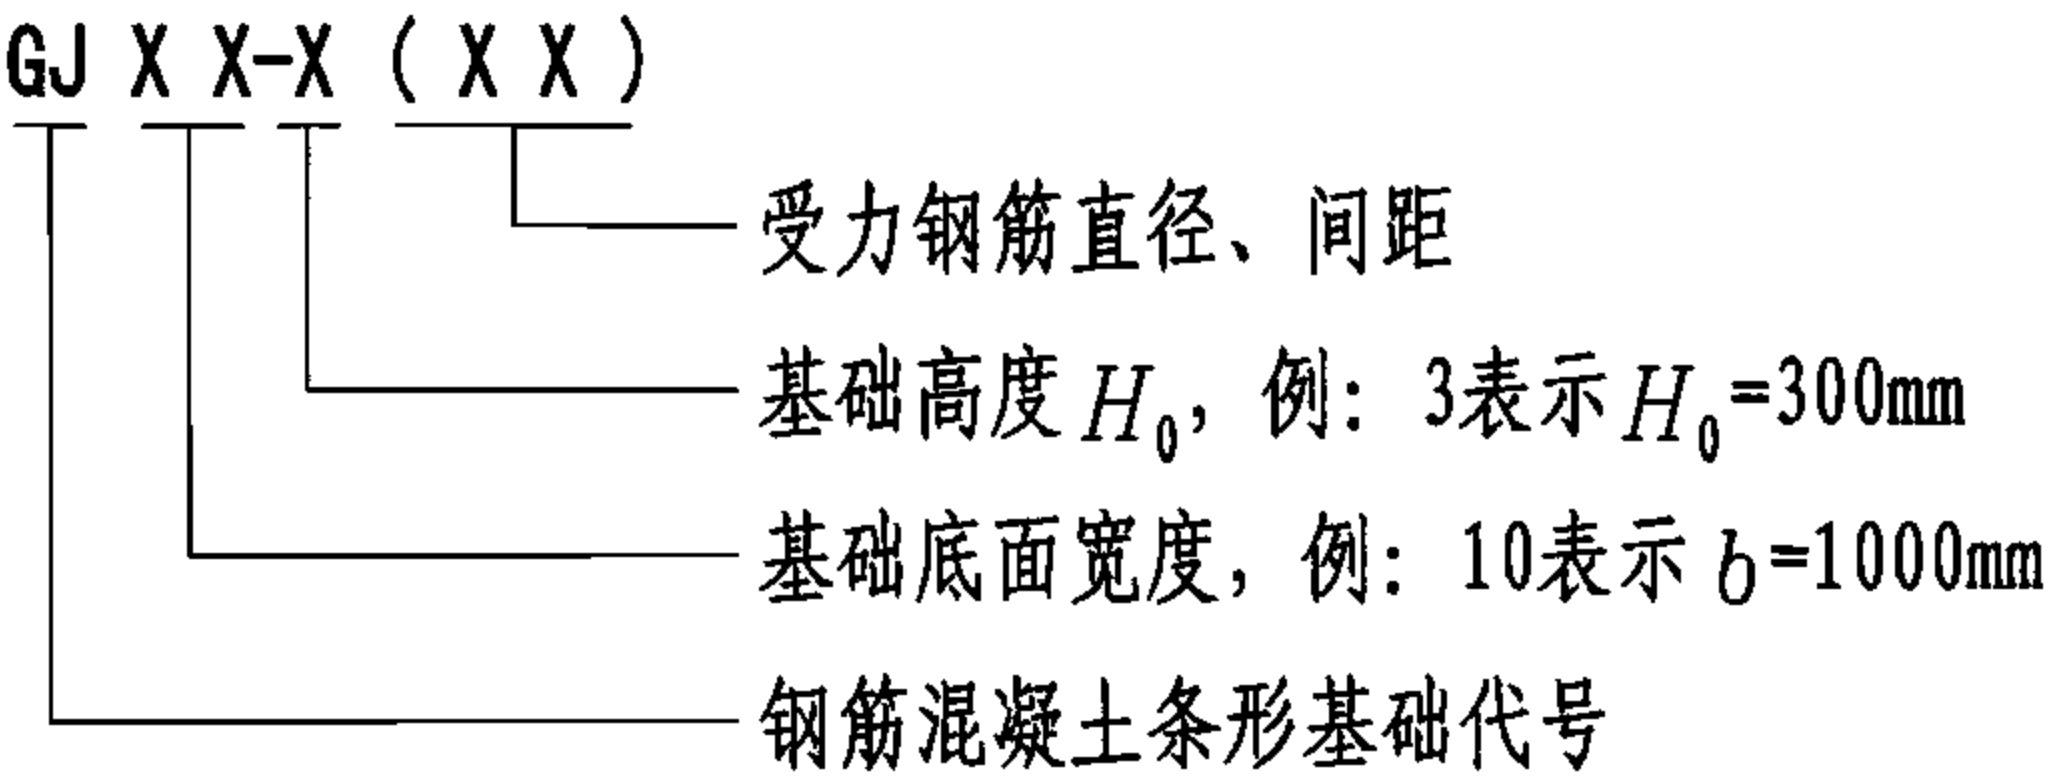 GJ X X-X (X X)
受力钢筋直径、间距
基础高度H₀, 例: 3表示H₀=300mm
基础底面宽度, 例: 10表示b=1000mm
钢筋混凝土条形基础代号